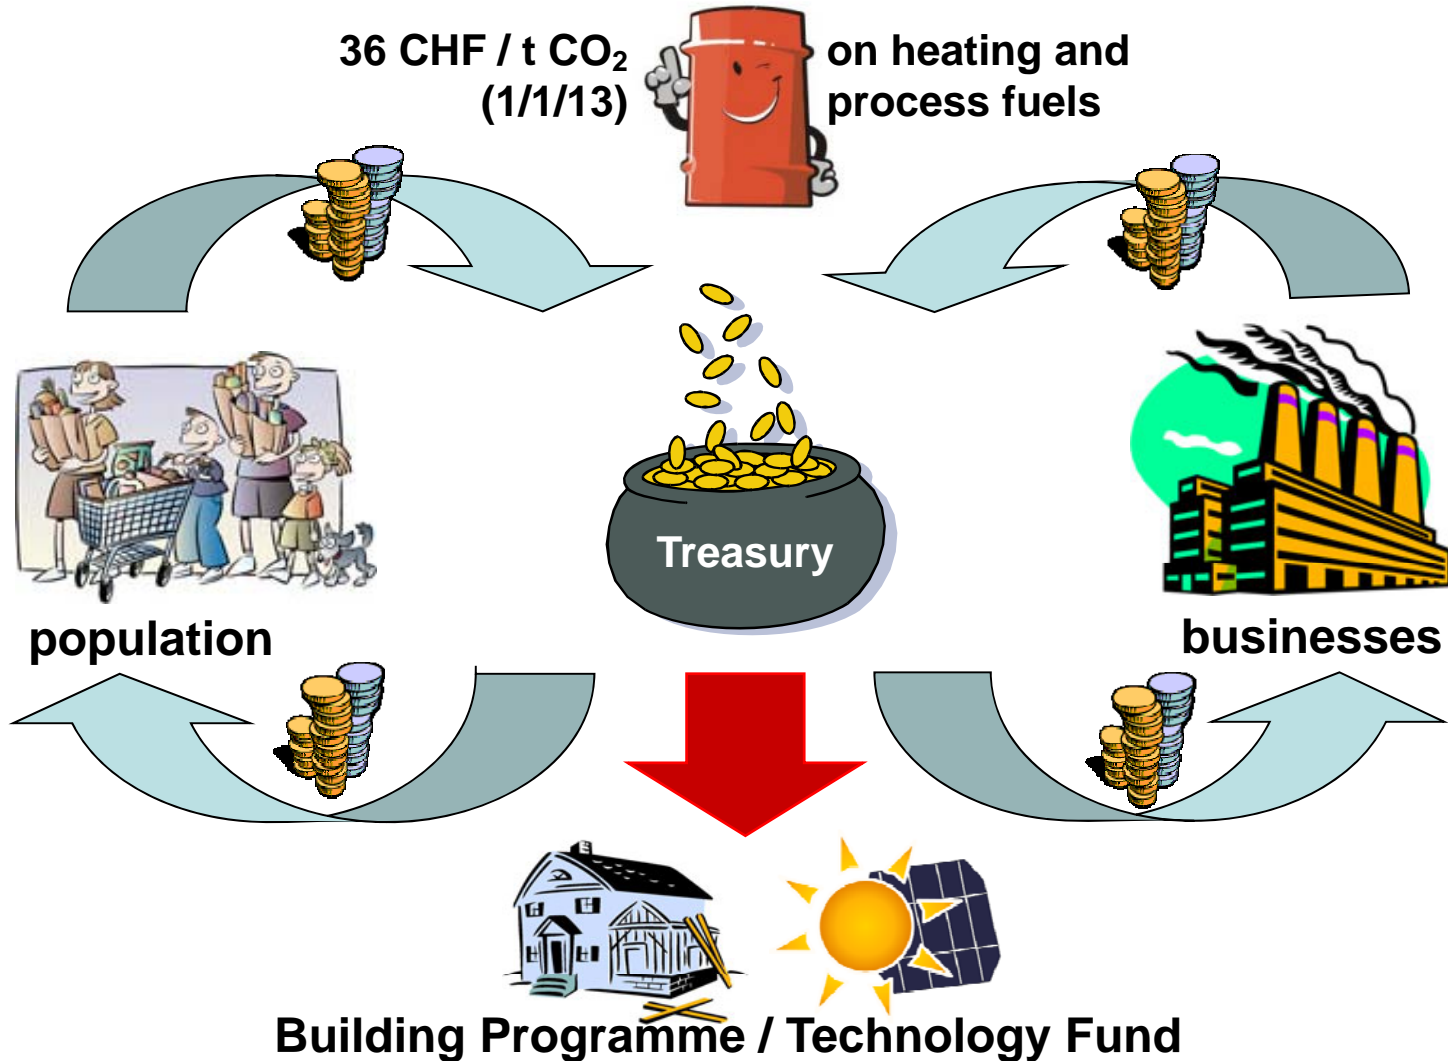 36 CHF / t CO₂
(1/1/13)
on heating and
process fuels
Treasury
population
businesses
Building Programme / Technology Fund